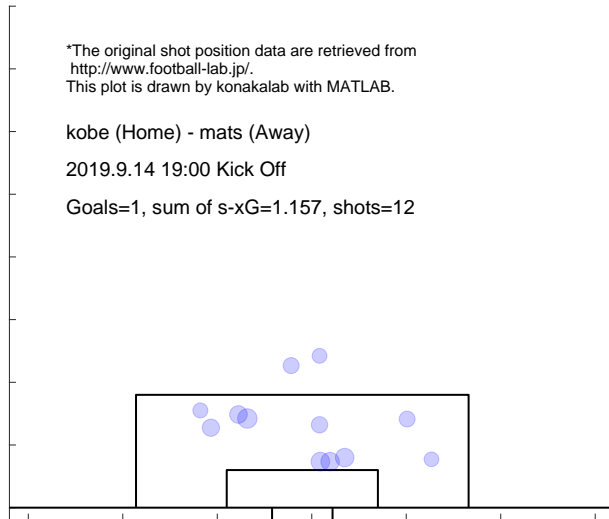 *The original shot position data are retrieved from
http://www.football-lab.jp/.
This plot is drawn by konakalab with MATLAB.
kobe (Home) - mats (Away)
2019.9.14 19:00 Kick Off
Goals=1, sum of s-xG=1.157, shots=12